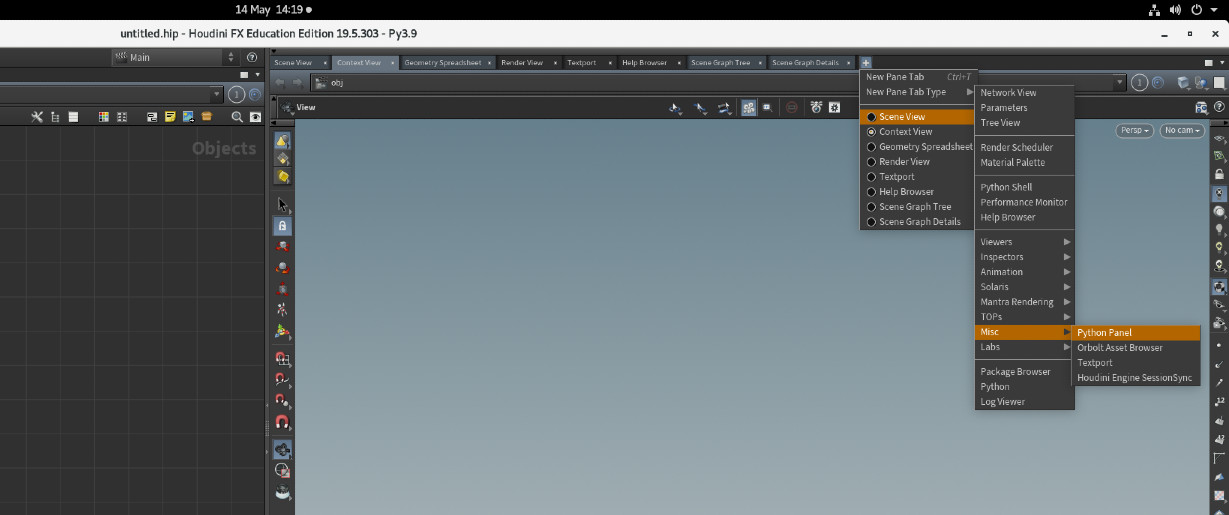 14 May 14:19
untitled.hip - Houdini FX Education Edition 19.5.303 - Py3.9
Main
Scene View
Context View
Geometry Spreadsheet
Render View
Textport
Help Browser
Scene Graph Tree
Scene Graph Details
1
obj
1
View
Objects
Persp
No cam
New Pane Tab Ctrl+T
New Pane Tab Type
Scene View
Context View
Geometry Spreadsheet
Render View
Textport
Help Browser
Scene Graph Tree
Scene Graph Details
Network View
Parameters
Tree View
Render Scheduler
Material Palette
Python Shell
Performance Monitor
Help Browser
Viewers
Inspectors
Animation
Solaris
Mantra Rendering
TOPs
Misc
Labs
Package Browser
Python
Log Viewer
Python Panel
Orbolt Asset Browser
Textport
Houdini Engine SessionSync
12